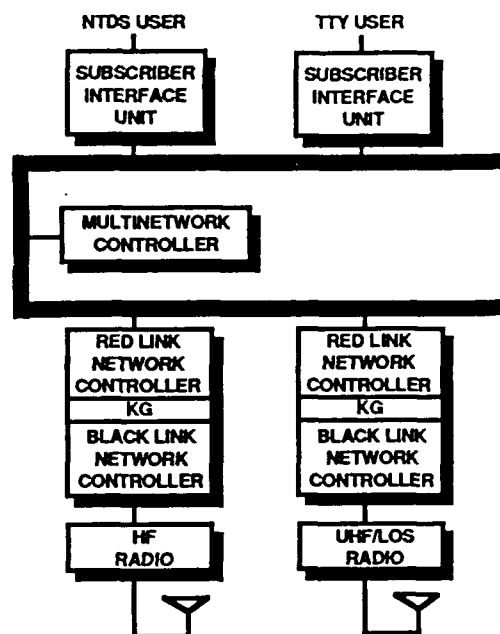 NTDS USER
TTY USER
SUBSCRIBER
INTERFACE
UNIT
SUBSCRIBER
INTERFACE
UNIT
MULTINETWORK
CONTROLLER
RED LINK
NETWORK
CONTROLLER
KG
BLACK LINK
NETWORK
CONTROLLER
RED LINK
NETWORK
CONTROLLER
KG
BLACK LINK
NETWORK
CONTROLLER
HF
RADIO
UHF/LOS
RADIO